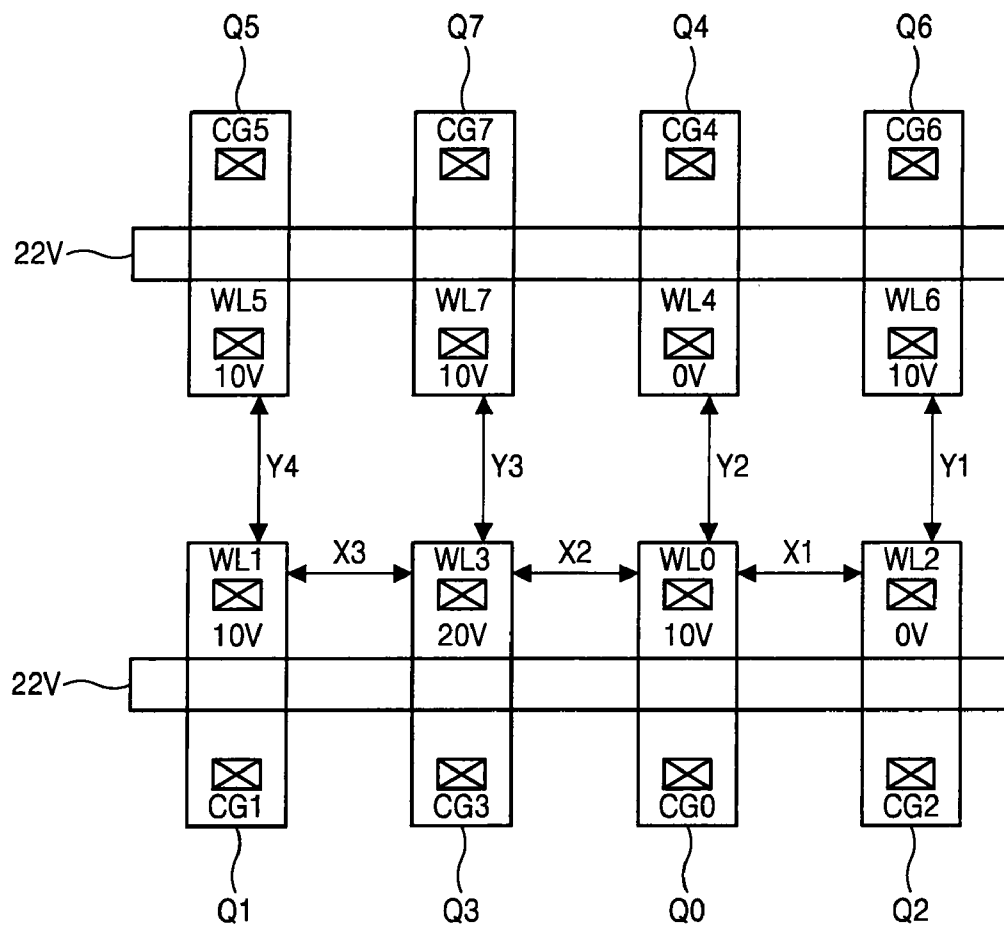 Q5 Q7 Q4 Q6
CG5 CG7 CG4 CG6
22V
WL5 WL7 WL4 WL6
10V 10V 0V 10V
Y4 Y3 Y2 Y1
WL1 X3 WL3 X2 WL0 X1 WL2
10V 20V 10V 0V
22V
CG1 CG3 CG0 CG2
Q1 Q3 Q0 Q2